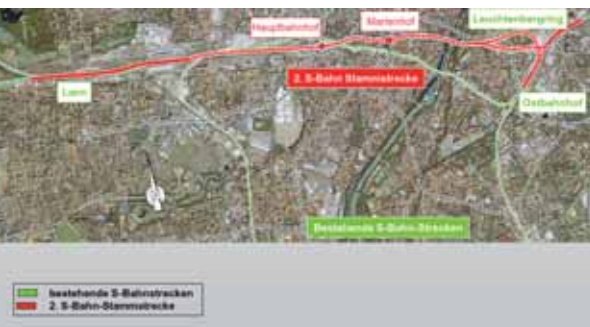 Hauptbahnhof
Marienhof
Leuchtenbergring
Laim
2. S-Bahn Stammstrecke
Ostbahnhof
Bestehende S-Bahn-Strecken
bestehende S-Bahnstrecken
2. S-Bahn-Stammstrecke